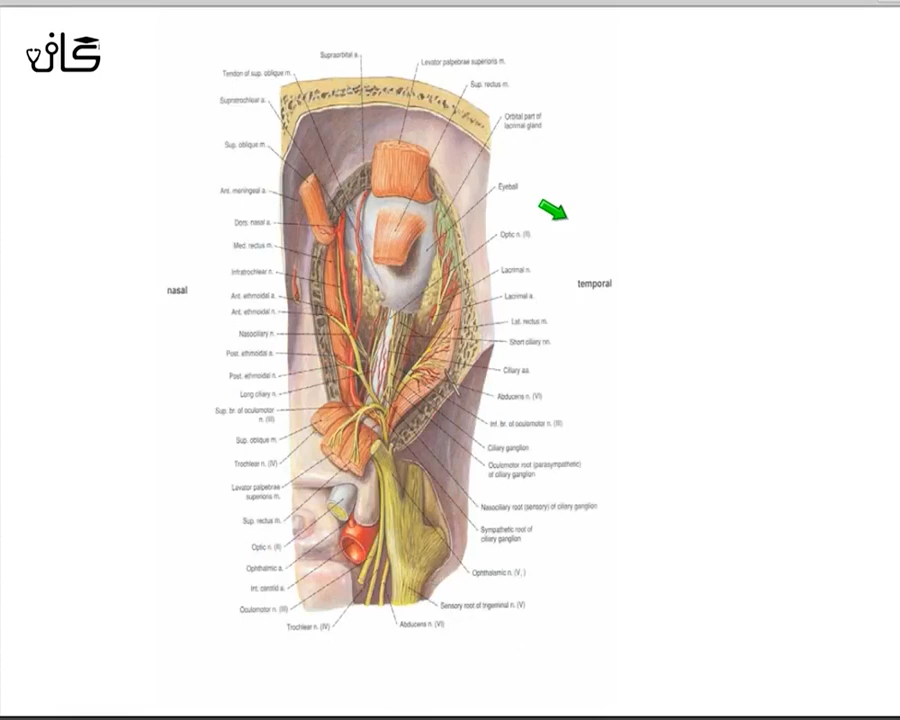 كان
Supraorbital a.
Levator palpebrae superioris m.
Tendon of sup. oblique m.
Sup. rectus m.
Supratrochlear a.
Orbital part of
lacrimal gland
Sup. oblique m.
Eyeball
Ant. meningeal a.
Dors. nasal a.
Optic n. (II)
Med. rectus m.
Infratrochlear n.
Lacrimal n.
nasal
temporal
Ant. ethmoidal a.
Lacrimal a.
Ant. ethmoidal n.
Lat. rectus m.
Nasociliary n.
Short ciliary nn.
Post. ethmoidal a.
Ciliary aa.
Post. ethmoidal n.
Long ciliary n.
Abducens n. (VI)
Sup. br. of oculomotor
n. (III)
Inf. br. of oculomotor n. (III)
Sup. oblique m.
Ciliary ganglion
Trochlear n. (IV)
Oculomotor root (parasympathetic)
of ciliary ganglion
Levator palpebrae
superioris m.
Nasociliary root (sensory) of ciliary ganglion
Sup. rectus m.
Sympathetic root of
ciliary ganglion
Optic n. (II)
Ophthalmic a.
Ophthalmic n. (V₁)
Int. carotid a.
Oculomotor n. (III)
Sensory root of trigeminal n. (V)
Trochlear n. (IV)
Abducens n. (VI)